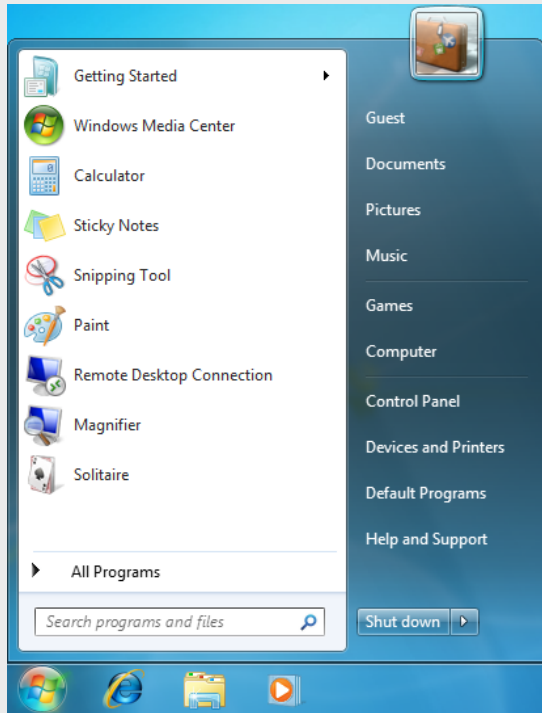 Getting Started
Windows Media Center
Calculator
Sticky Notes
Snipping Tool
Paint
Remote Desktop Connection
Magnifier
Solitaire
All Programs
Search programs and files
Guest
Documents
Pictures
Music
Games
Computer
Control Panel
Devices and Printers
Default Programs
Help and Support
Shut down